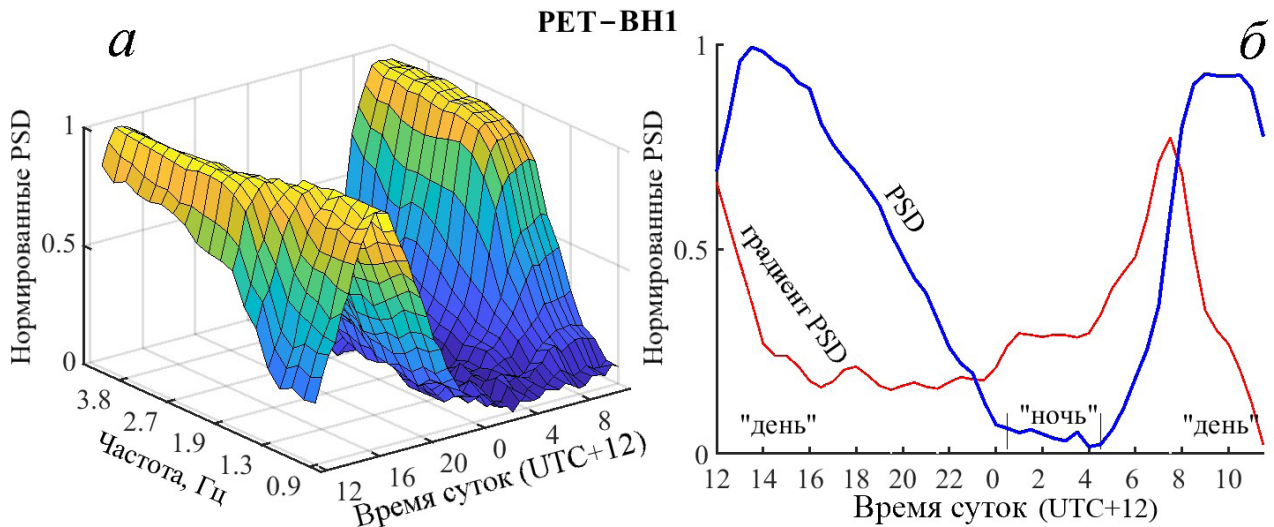 PET-BH1
а
Нормированные PSD
1
0.5
0
3.8
2.7
1.9
1.3
0.9
Частота, Гц
12
16
20
0
4
8
Время суток (UTC+12)
б
Нормированные PSD
1
0.5
0
PSD
градиент PSD
"день"
"ночь"
"день"
12 14 16 18 20 22 0 2 4 6 8 10
Время суток (UTC+12)